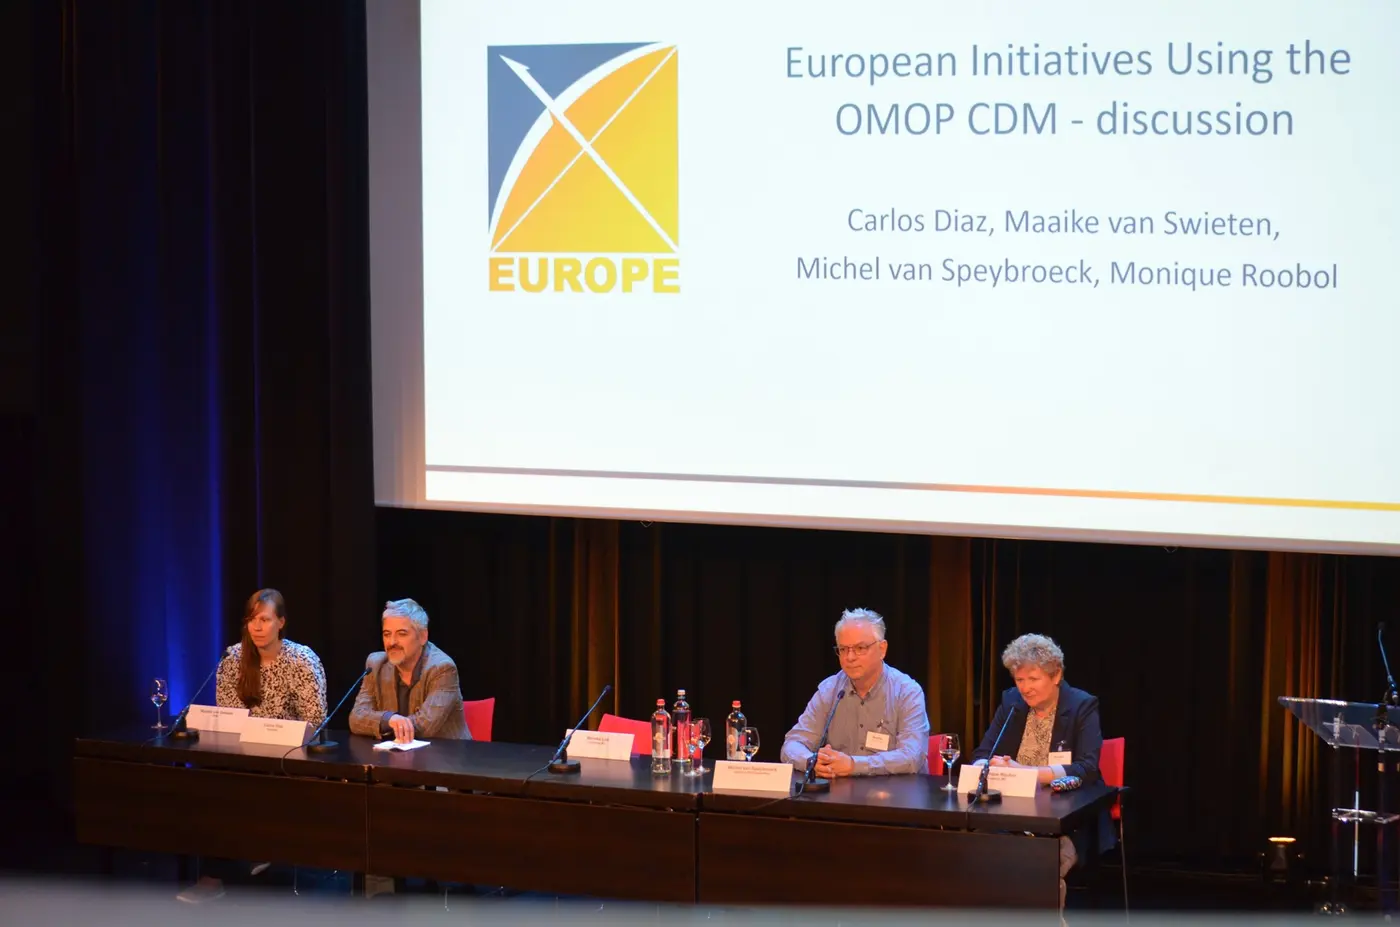 European Initiatives Using the
OMOP CDM - discussion
Carlos Diaz, Maaike van Swieten,
Michel van Speybroeck, Monique Roobol
EUROPE